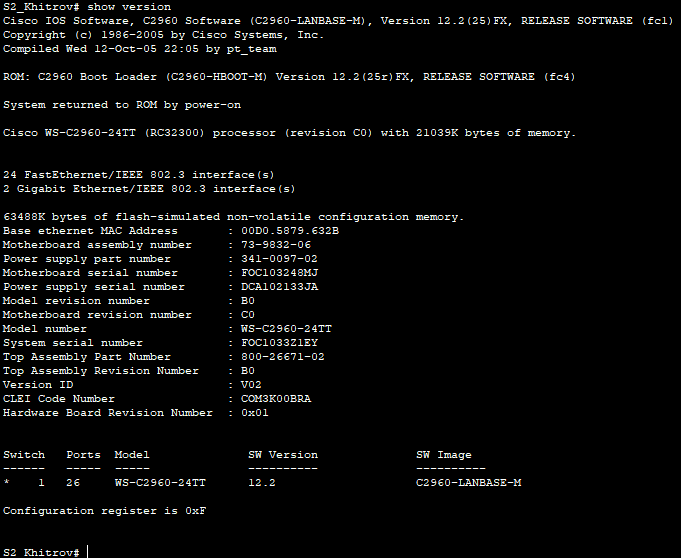 S2_Khitrov# show version
Cisco IOS Software, C2960 Software (C2960-LANBASE-M), Version 12.2(25)FX, RELEASE SOFTWARE (fc1)
Copyright (c) 1986-2005 by Cisco Systems, Inc.
Compiled Wed 12-Oct-05 22:05 by pt_team
ROM: C2960 Boot Loader (C2960-HBOOT-M) Version 12.2(25r)FX, RELEASE SOFTWARE (fc4)
System returned to ROM by power-on
Cisco WS-C2960-24TT (RC32300) processor (revision C0) with 21039K bytes of memory.
24 FastEthernet/IEEE 802.3 interface(s)
2 Gigabit Ethernet/IEEE 802.3 interface(s)
63488K bytes of flash-simulated non-volatile configuration memory.
Base ethernet MAC Address       : 00D0.5879.632B
Motherboard assembly number     : 73-9832-06
Power supply part number        : 341-0097-02
Motherboard serial number       : FOC103248MJ
Power supply serial number      : DCA102133JA
Model revision number           : B0
Motherboard revision number     : C0
Model number                    : WS-C2960-24TT
System serial number            : FOC1033Z1EY
Top Assembly Part Number        : 800-26671-02
Top Assembly Revision Number    : B0
Version ID                      : V02
CLEI Code Number                : COM3K00BRA
Hardware Board Revision Number  : 0x01
Switch   Ports  Model              SW Version              SW Image
------   -----  -----              ----------              ----------
*    1   26     WS-C2960-24TT      12.2                    C2960-LANBASE-M
Configuration register is 0xF
S2_Khitrov#